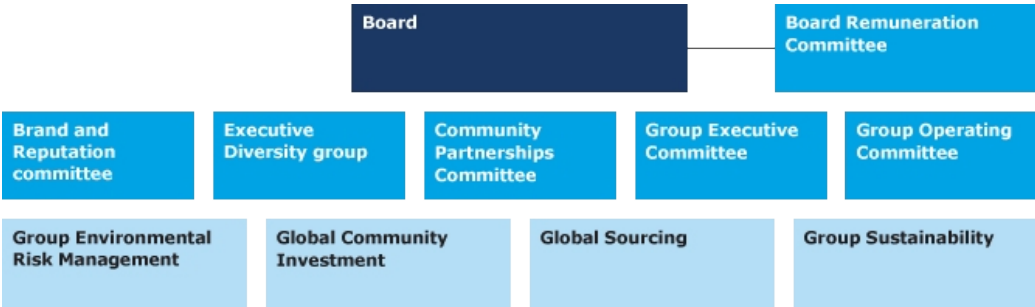 Board
Board Remuneration
Committee
Brand and
Reputation
committee
Executive
Diversity group
Community
Partnerships
Committee
Group Executive
Committee
Group Operating
Committee
Group Environmental
Risk Management
Global Community
Investment
Global Sourcing
Group Sustainability